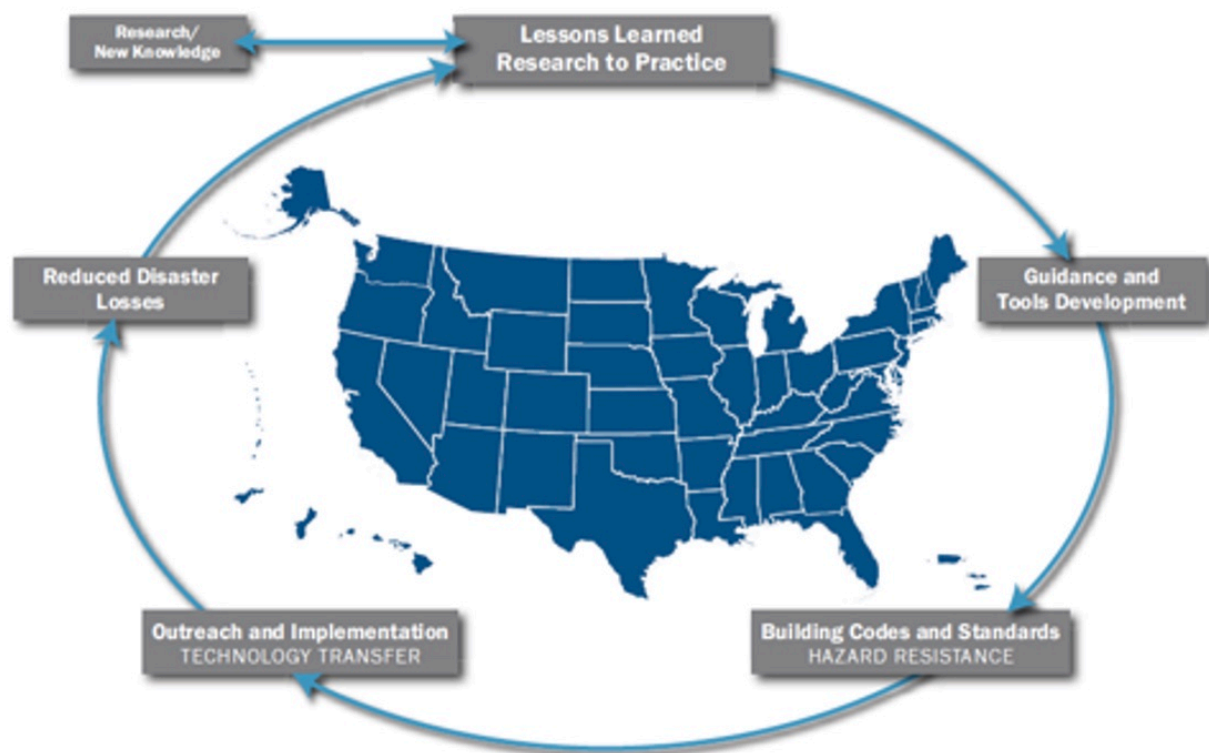 Research/
New Knowledge
Lessons Learned
Research to Practice
Reduced Disaster
Losses
Guidance and
Tools Development
Outreach and Implementation
TECHNOLOGY TRANSFER
Building Codes and Standards
HAZARD RESISTANCE